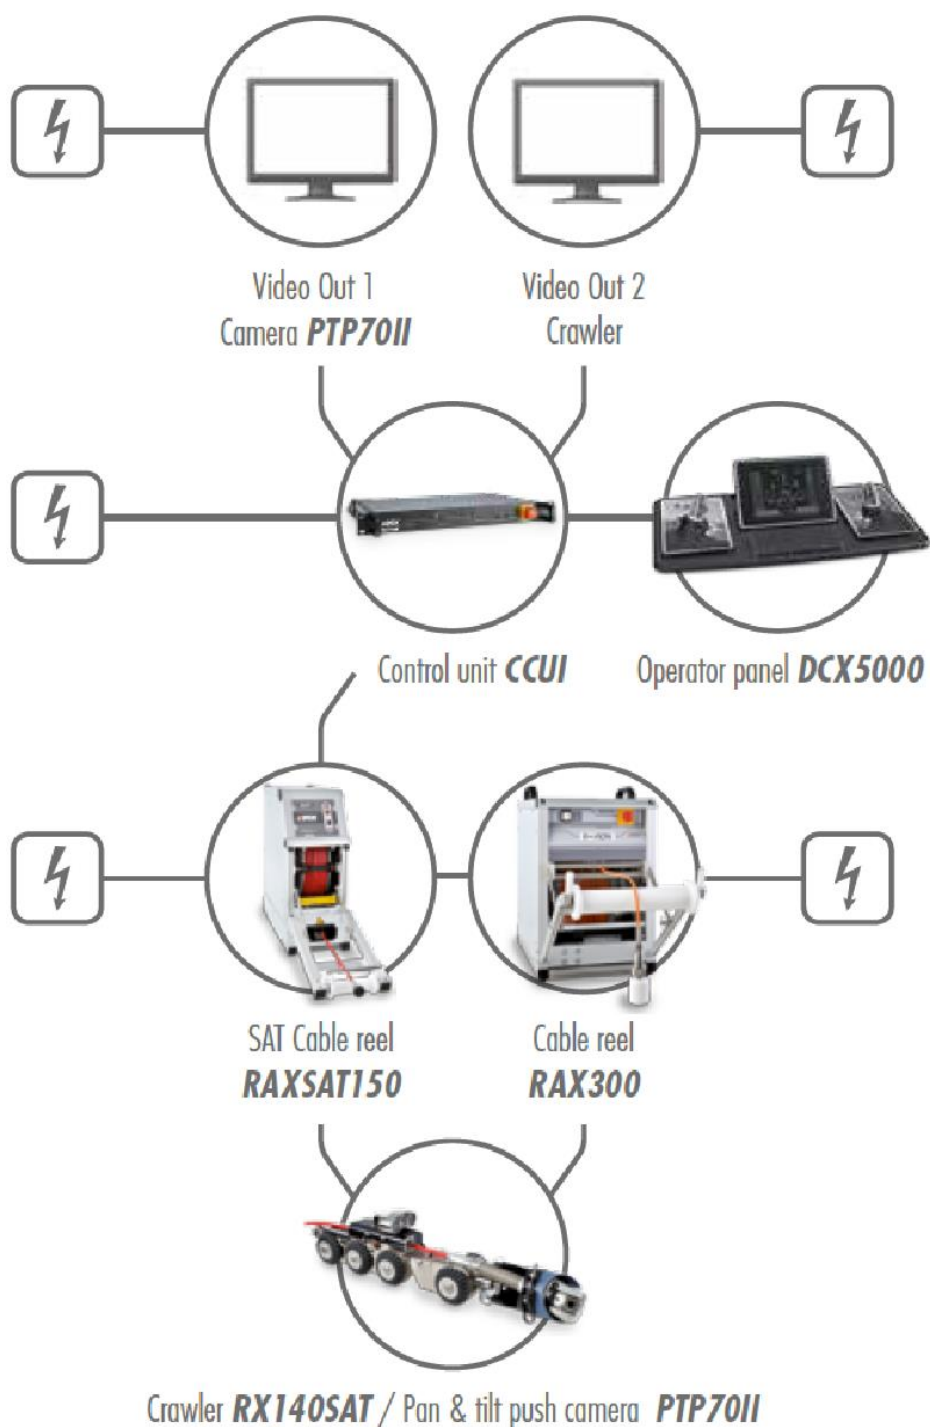 Video Out 1
Camera PTP70II
Video Out 2
Crawler
Control unit CCUI
Operator panel DCX5000
SAT Cable reel
RAXSAT150
Cable reel
RAX300
Crawler RX140SAT / Pan & tilt push camera PTP70II